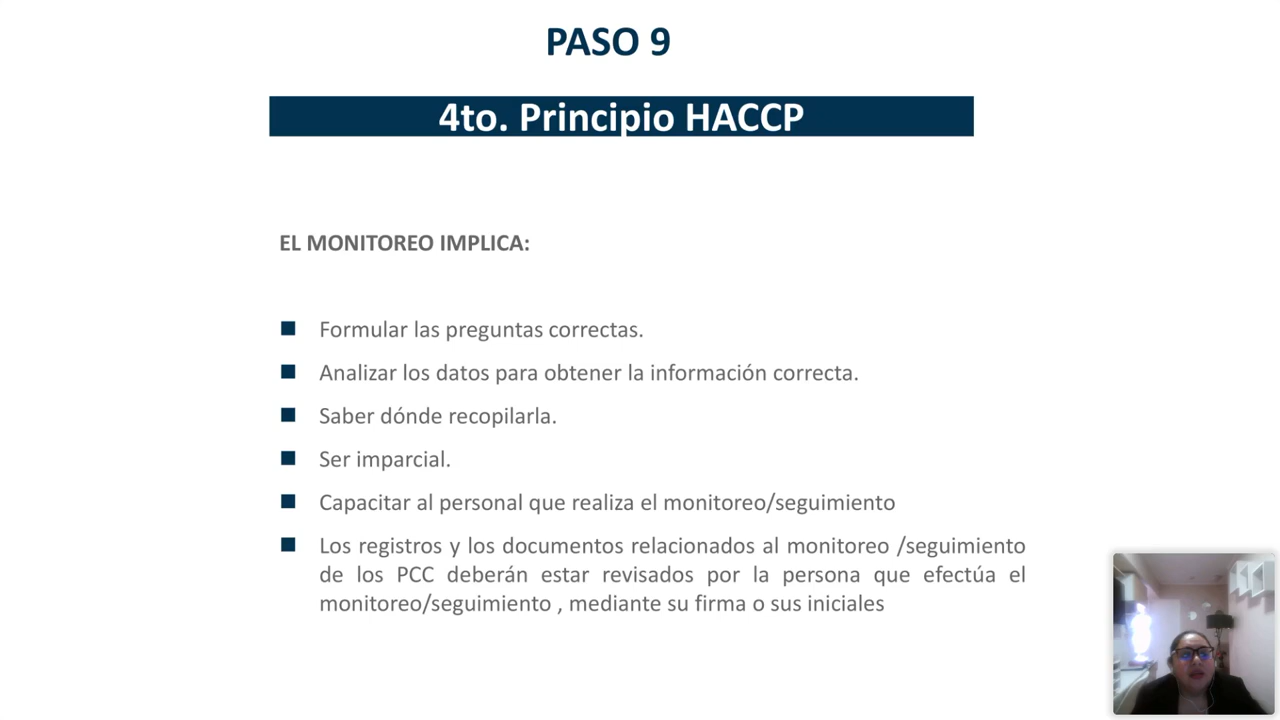 PASO 9
4to. Principio HACCP
EL MONITOREO IMPLICA:
Formular las preguntas correctas.
Analizar los datos para obtener la información correcta.
Saber dónde recopilarla.
Ser imparcial.
Capacitar al personal que realiza el monitoreo/seguimiento
Los registros y los documentos relacionados al monitoreo /seguimiento
de los PCC deberán estar revisados por la persona que efectúa el
monitoreo/seguimiento , mediante su firma o sus iniciales